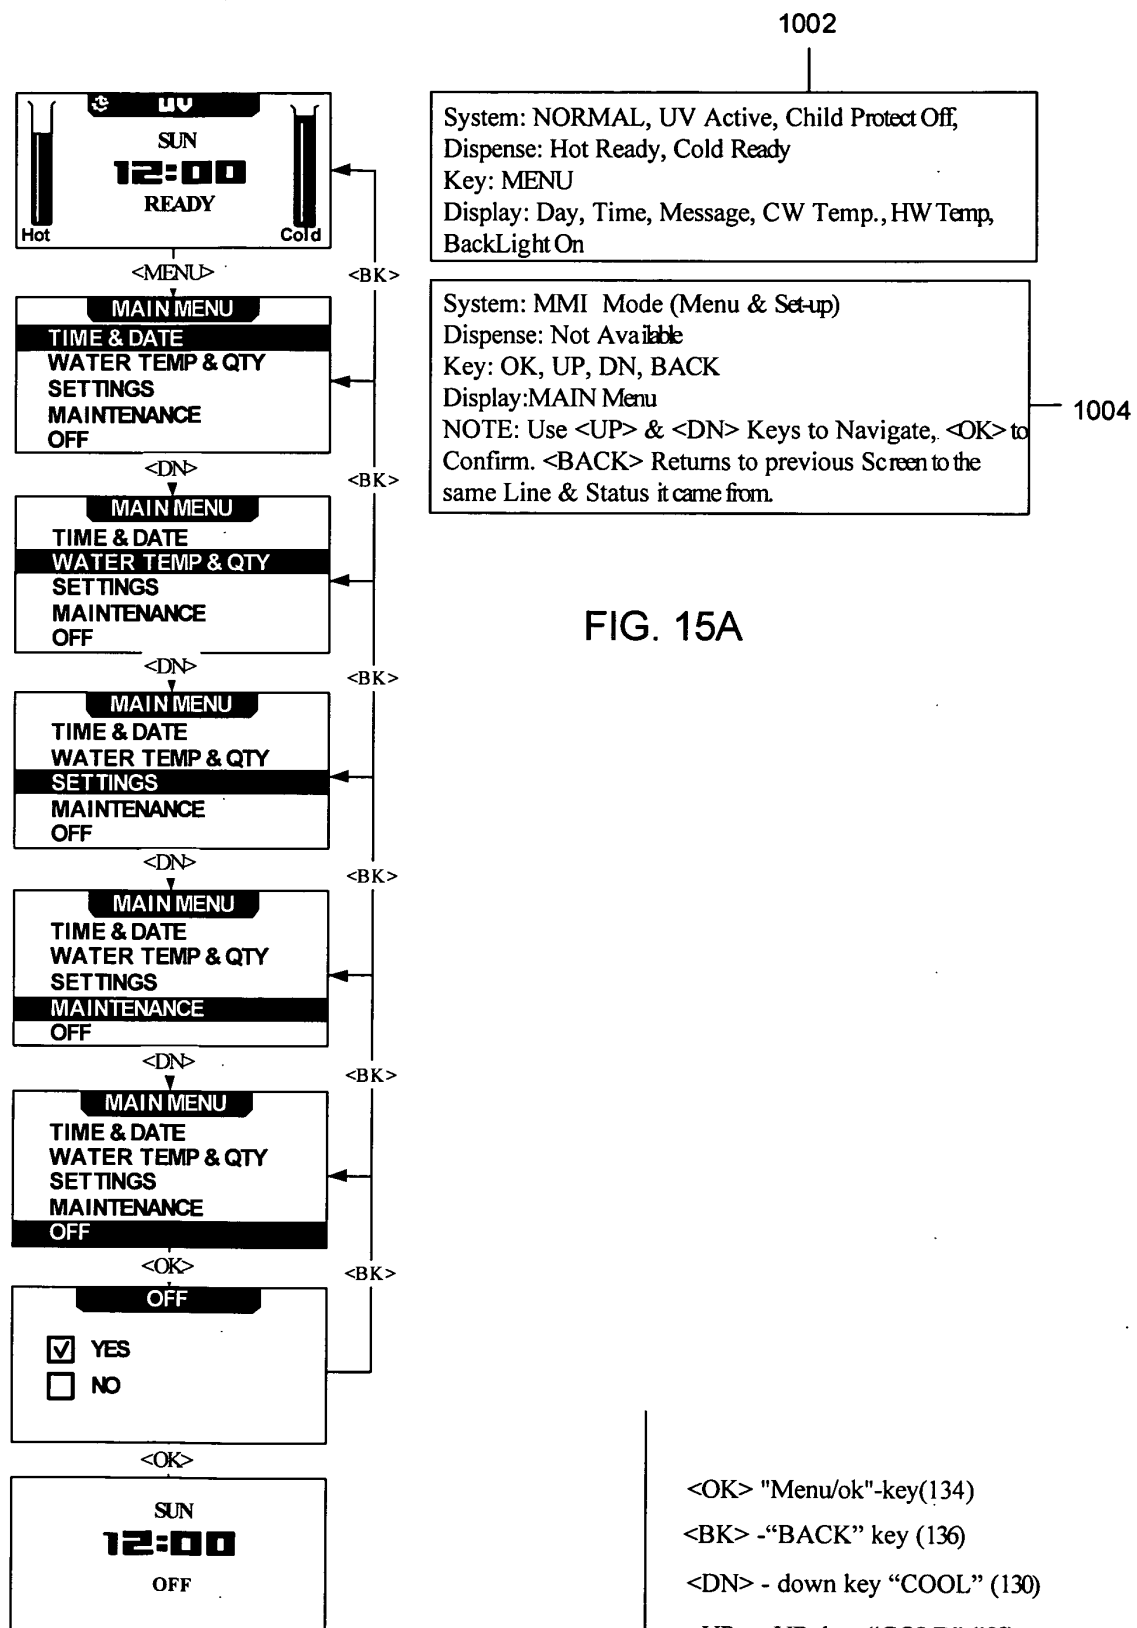 1002
UV
SUN
12:00
READY
Hot
Cold
<MENU>
<BK>
System: NORMAL, UV Active, Child Protect Off,
Dispense: Hot Ready, Cold Ready
Key: MENU
Display: Day, Time, Message, CW Temp., HW Temp,
BackLight On
MAIN MENU
TIME & DATE
WATER TEMP & QTY
SETTINGS
MAINTENANCE
OFF
<DN>
<BK>
System: MMI Mode (Menu & Set-up)
Dispense: Not Available
Key: OK, UP, DN, BACK
Display:MAIN Menu
NOTE: Use <UP> & <DN> Keys to Navigate, <OK> to
Confirm. <BACK> Returns to previous Screen to the
same Line & Status it came from.
1004
MAIN MENU
TIME & DATE
WATER TEMP & QTY
SETTINGS
MAINTENANCE
OFF
FIG. 15A
<DN>
<BK>
MAIN MENU
TIME & DATE
WATER TEMP & QTY
SETTINGS
MAINTENANCE
OFF
<DN>
<BK>
MAIN MENU
TIME & DATE
WATER TEMP & QTY
SETTINGS
MAINTENANCE
OFF
<DN>
<BK>
MAIN MENU
TIME & DATE
WATER TEMP & QTY
SETTINGS
MAINTENANCE
OFF
<OK>
<BK>
OFF
YES
NO
<OK>
SUN
12:00
OFF
<OK> "Menu/ok"-key(134)
<BK> -“BACK” key (136)
<DN> - down key “COOL” (130)